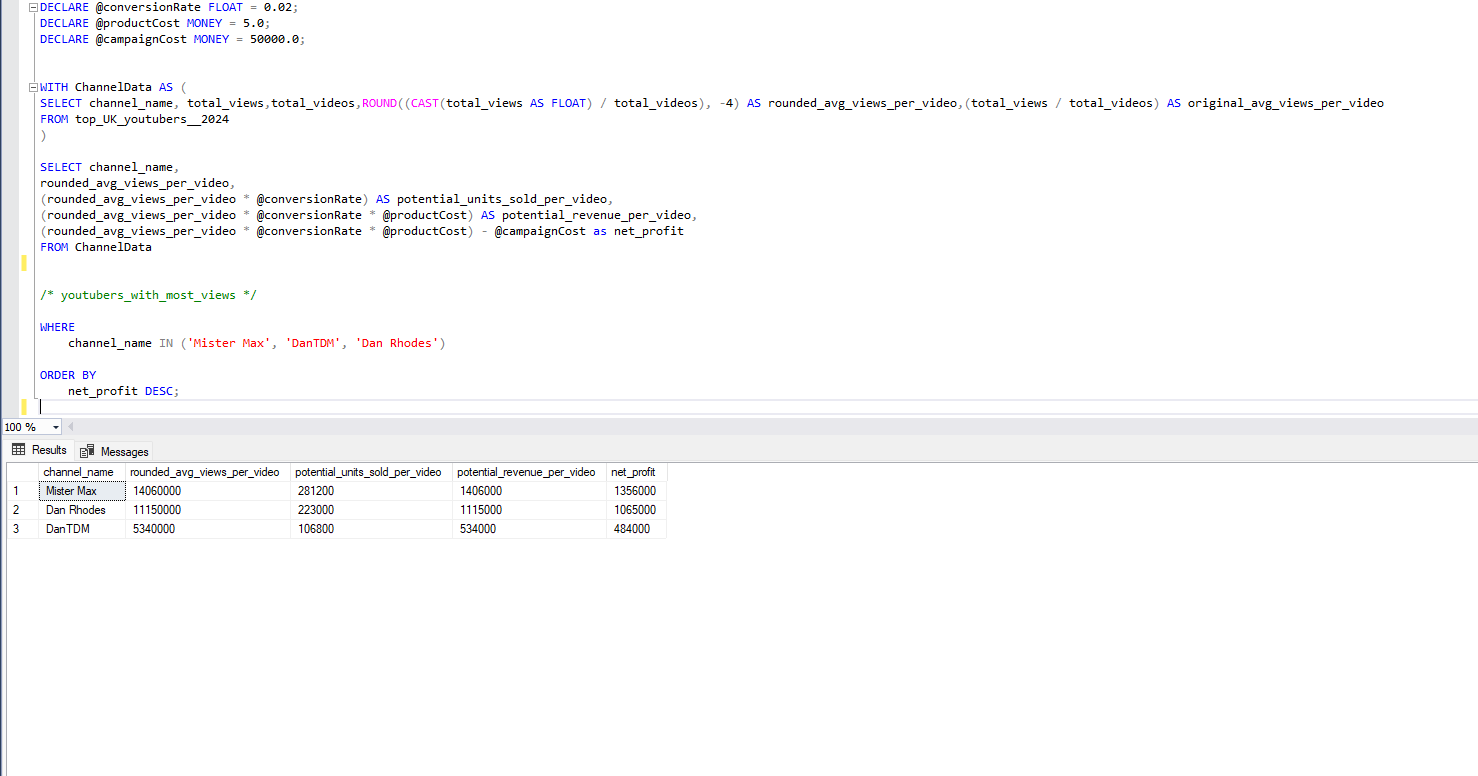 DECLARE @conversionRate FLOAT = 0.02;
DECLARE @productCost MONEY = 5.0;
DECLARE @campaignCost MONEY = 50000.0;
WITH ChannelData AS (
SELECT channel_name, total_views,total_videos,ROUND((CAST(total_views AS FLOAT) / total_videos), -4) AS rounded_avg_views_per_video,(total_views / total_videos) AS original_avg_views_per_video
FROM top_UK_youtubers__2024
)
SELECT channel_name,
rounded_avg_views_per_video,
(rounded_avg_views_per_video * @conversionRate) AS potential_units_sold_per_video,
(rounded_avg_views_per_video * @conversionRate * @productCost) AS potential_revenue_per_video,
(rounded_avg_views_per_video * @conversionRate * @productCost) - @campaignCost as net_profit
FROM ChannelData
/* youtubers_with_most_views */
WHERE
channel_name IN ('Mister Max', 'DanTDM', 'Dan Rhodes')
ORDER BY
net_profit DESC;
100 %
Results Messages
channel_name rounded_avg_views_per_video potential_units_sold_per_video potential_revenue_per_video net_profit
1 Mister Max 14060000 281200 1406000 1356000
2 Dan Rhodes 11150000 223000 1115000 1065000
3 DanTDM 5340000 106800 534000 484000